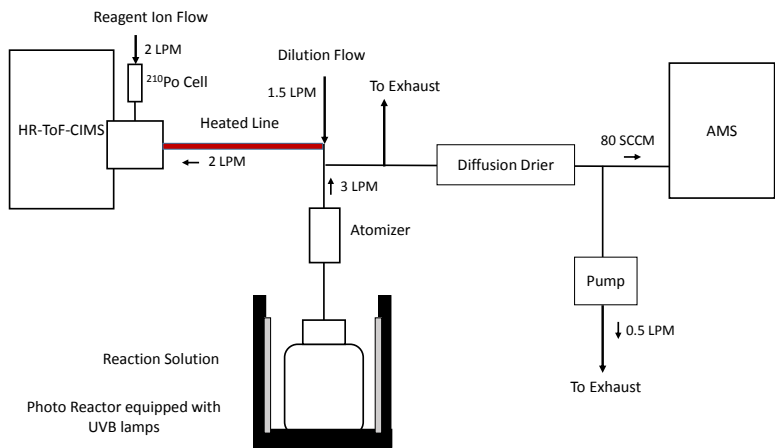 Reagent Ion Flow
2 LPM
²¹⁰Po Cell
HR-ToF-CIMS
Heated Line
2 LPM
Dilution Flow
1.5 LPM
To Exhaust
3 LPM
Atomizer
Diffusion Drier
80 SCCM
AMS
Pump
0.5 LPM
To Exhaust
Reaction Solution
Photo Reactor equipped with
UVB lamps